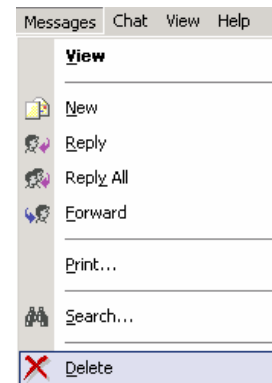 Messages Chat View Help
View
New
Reply
Reply All
Forward
Print...
Search...
Delete